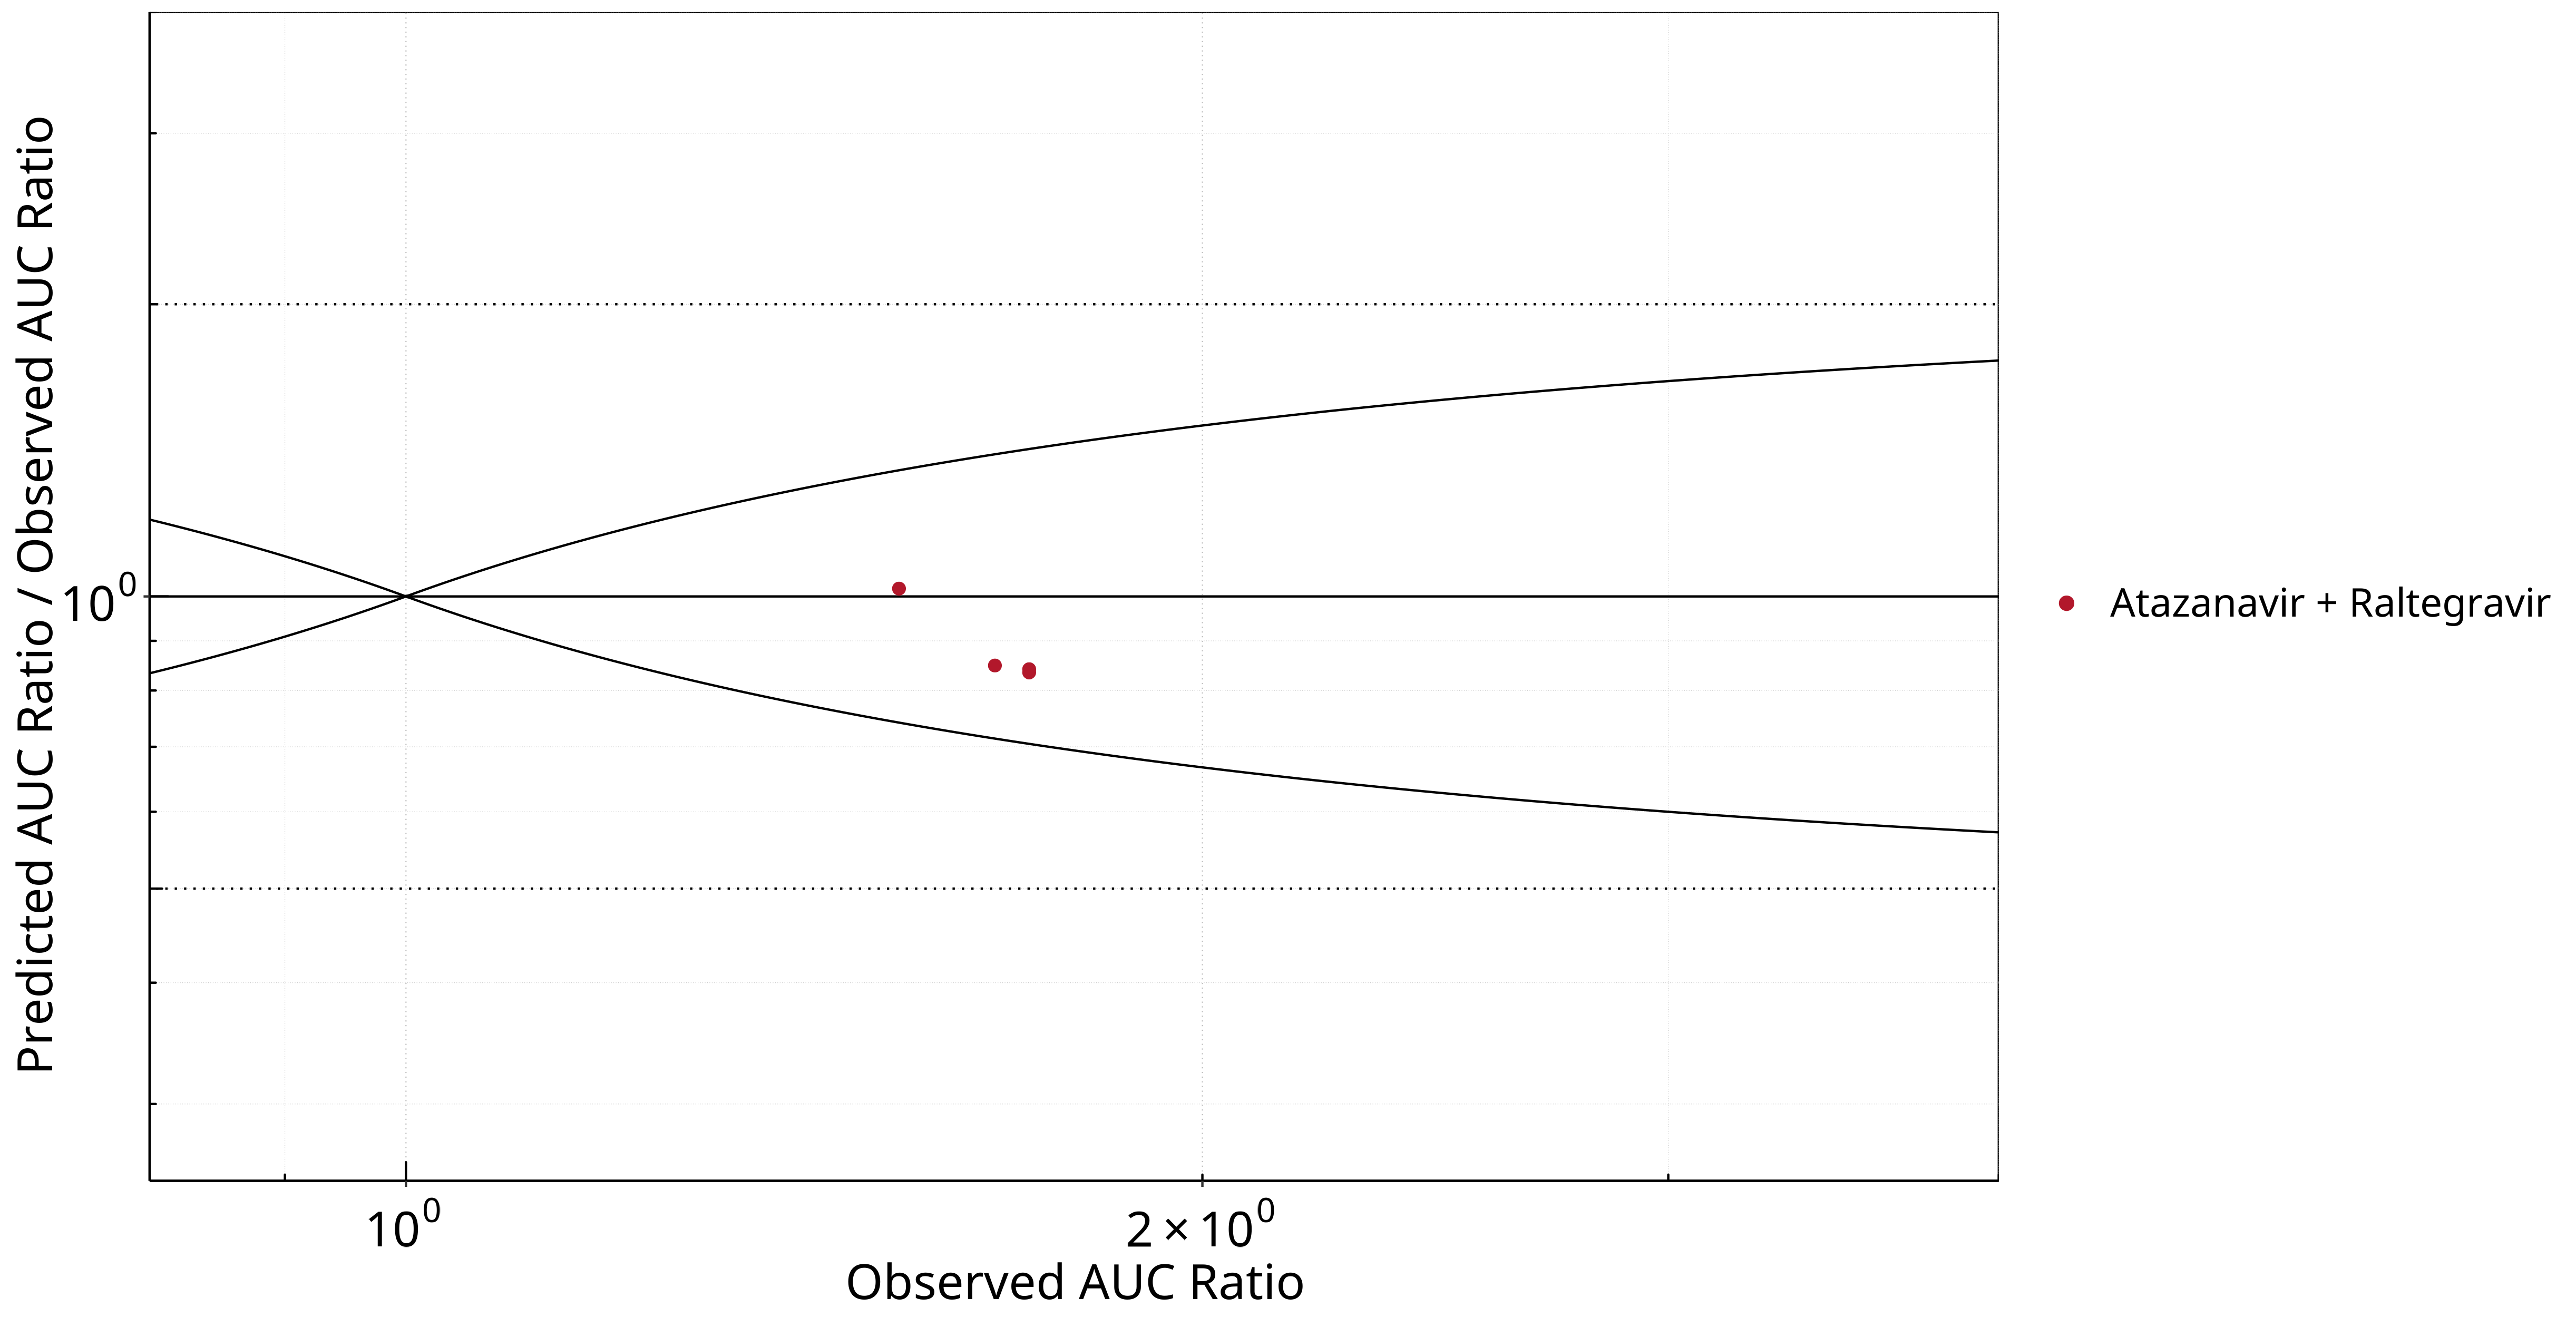 Predicted AUC Ratio / Observed AUC Ratio
10⁰
10⁰
2 × 10⁰
Observed AUC Ratio
Atazanavir + Raltegravir